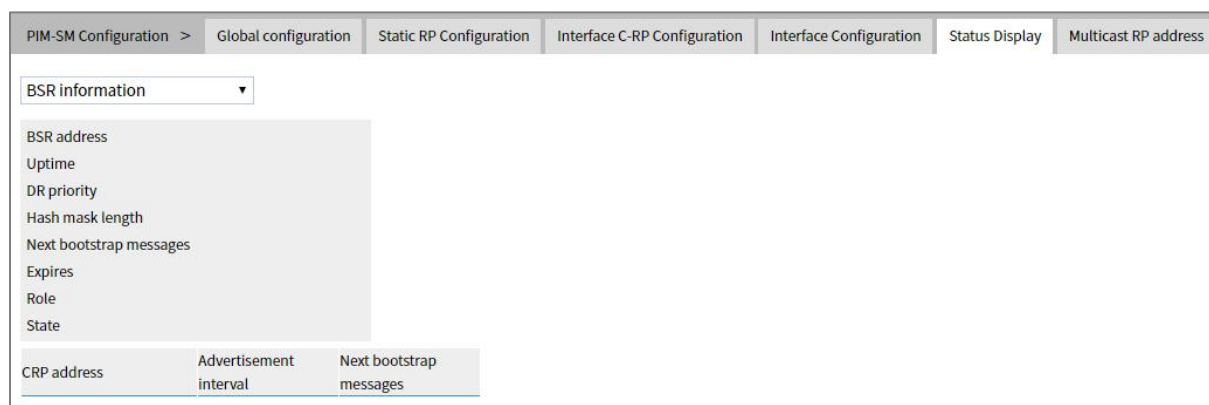 PIM-SM Configuration > Global configuration Static RP Configuration Interface C-RP Configuration Interface Configuration Status Display Multicast RP address
BSR information
BSR address
Uptime
DR priority
Hash mask length
Next bootstrap messages
Expires
Role
State
CRP address Advertisement interval Next bootstrap messages